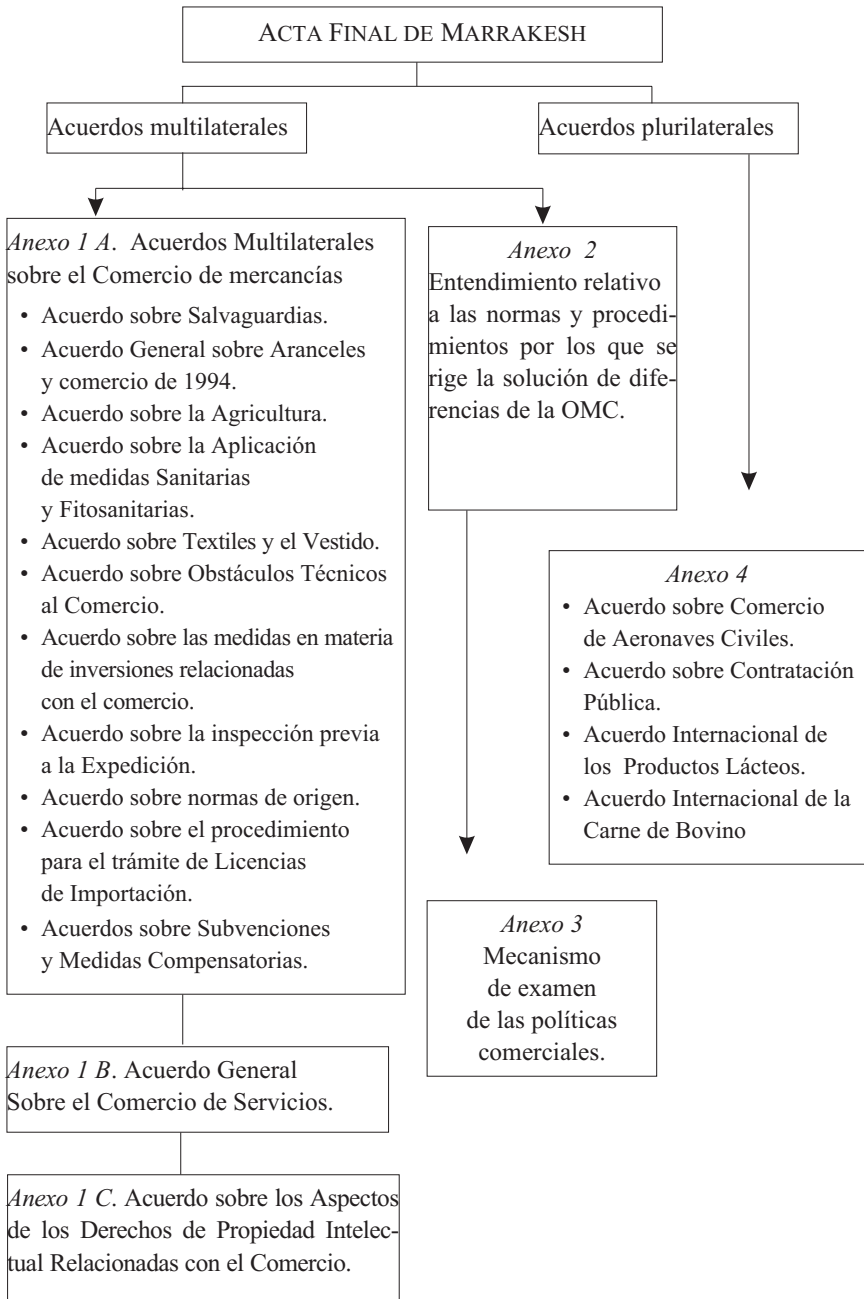 ACTA FINAL DE MARRAKESH
Acuerdos multilaterales
Acuerdos plurilaterales
Anexo 1 A. Acuerdos Multilaterales
sobre el Comercio de mercancías
• Acuerdo sobre Salvaguardias.
• Acuerdo General sobre Aranceles
y comercio de 1994.
• Acuerdo sobre la Agricultura.
• Acuerdo sobre la Aplicación
de medidas Sanitarias
y Fitosanitarias.
• Acuerdo sobre Textiles y el Vestido.
• Acuerdo sobre Obstáculos Técnicos
al Comercio.
• Acuerdo sobre las medidas en materia
de inversiones relacionadas
con el comercio.
• Acuerdo sobre la inspección previa
a la Expedición.
• Acuerdo sobre normas de origen.
• Acuerdo sobre el procedimiento
para el trámite de Licencias
de Importación.
• Acuerdos sobre Subvenciones
y Medidas Compensatorias.
Anexo 1 B. Acuerdo General
Sobre el Comercio de Servicios.
Anexo 1 C. Acuerdo sobre los Aspectos
de los Derechos de Propiedad Intelec-
tual Relacionadas con el Comercio.
Anexo 2
Entendimiento relativo
a las normas y procedi-
mientos por los que se
rige la solución de dife-
rencias de la OMC.
Anexo 3
Mecanismo
de examen
de las políticas
comerciales.
Anexo 4
• Acuerdo sobre Comercio
de Aeronaves Civiles.
• Acuerdo sobre Contratación
Pública.
• Acuerdo Internacional de
los Productos Lácteos.
• Acuerdo Internacional de la
Carne de Bovino